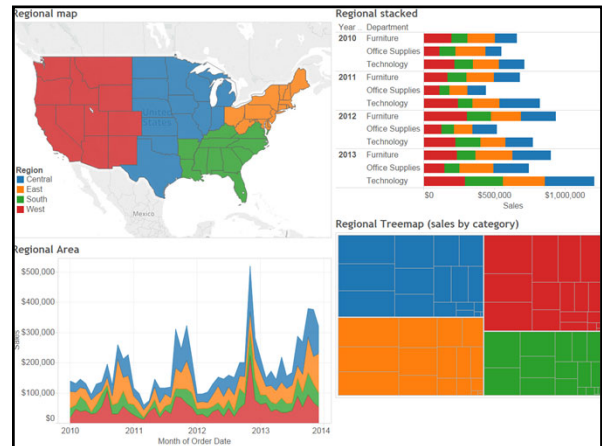 Regional map
United
States
Mexico
Region
Central
East
South
West
Regional stacked
Year .. Department
2010 Furniture
Office Supplies
Technology
2011 Furniture
Office Supplies
Technology
2012 Furniture
Office Supplies
Technology
2013 Furniture
Office Supplies
Technology
$0 $500,000 $1,000,000
Sales
Regional Area
$500,000
$400,000
$300,000
$200,000
$100,000
$0
Sales
2010 2011 2012 2013 2014
Month of Order Date
Regional Treemap (sales by category)